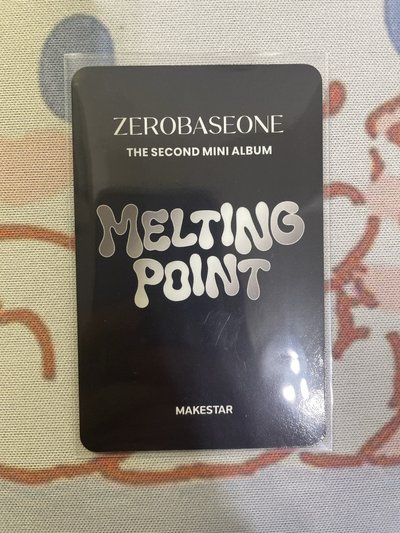 ZEROBASEONE
THE SECOND MINI ALBUM
MELTING
POINT
MAKESTAR